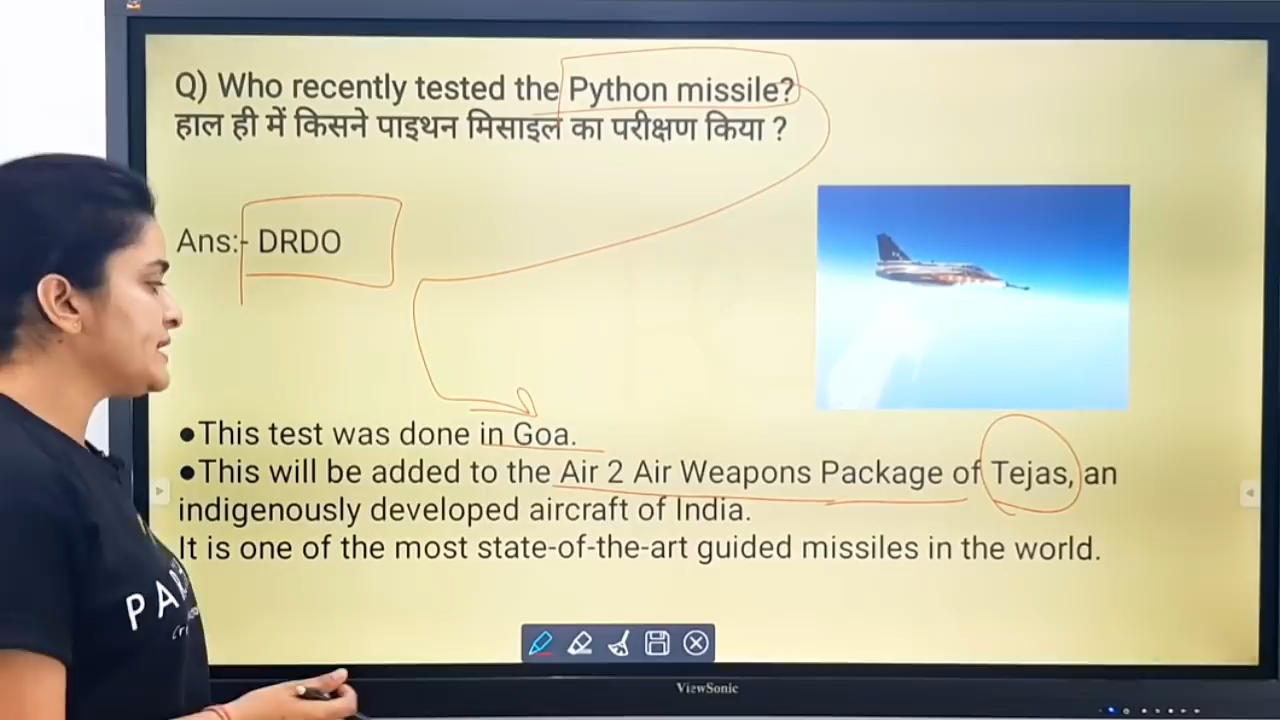 Q) Who recently tested the Python missile?
हाल ही में किसने पाइथन मिसाइल का परीक्षण किया ?
Ans:- DRDO
●This test was done in Goa.
●This will be added to the Air 2 Air Weapons Package of Tejas, an
indigenously developed aircraft of India.
It is one of the most state-of-the-art guided missiles in the world.
ViewSonic